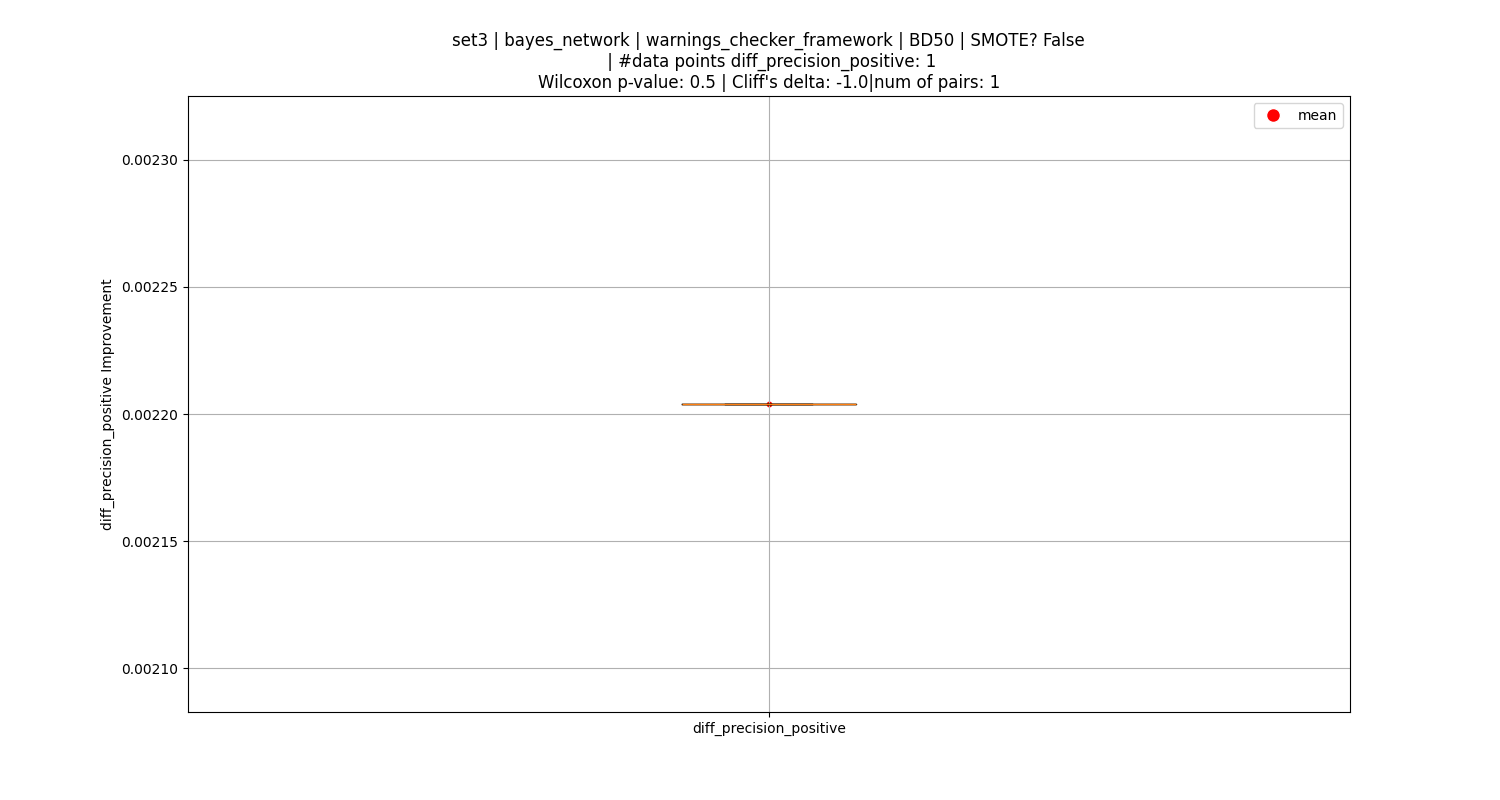 set3 | bayes_network | warnings_checker_framework | BD50 | SMOTE? False
| #data points diff_precision_positive: 1
Wilcoxon p-value: 0.5 | Cliff's delta: -1.0|num of pairs: 1
mean
0.00230
0.00225
0.00220
0.00215
0.00210
diff_precision_positive Improvement
diff_precision_positive